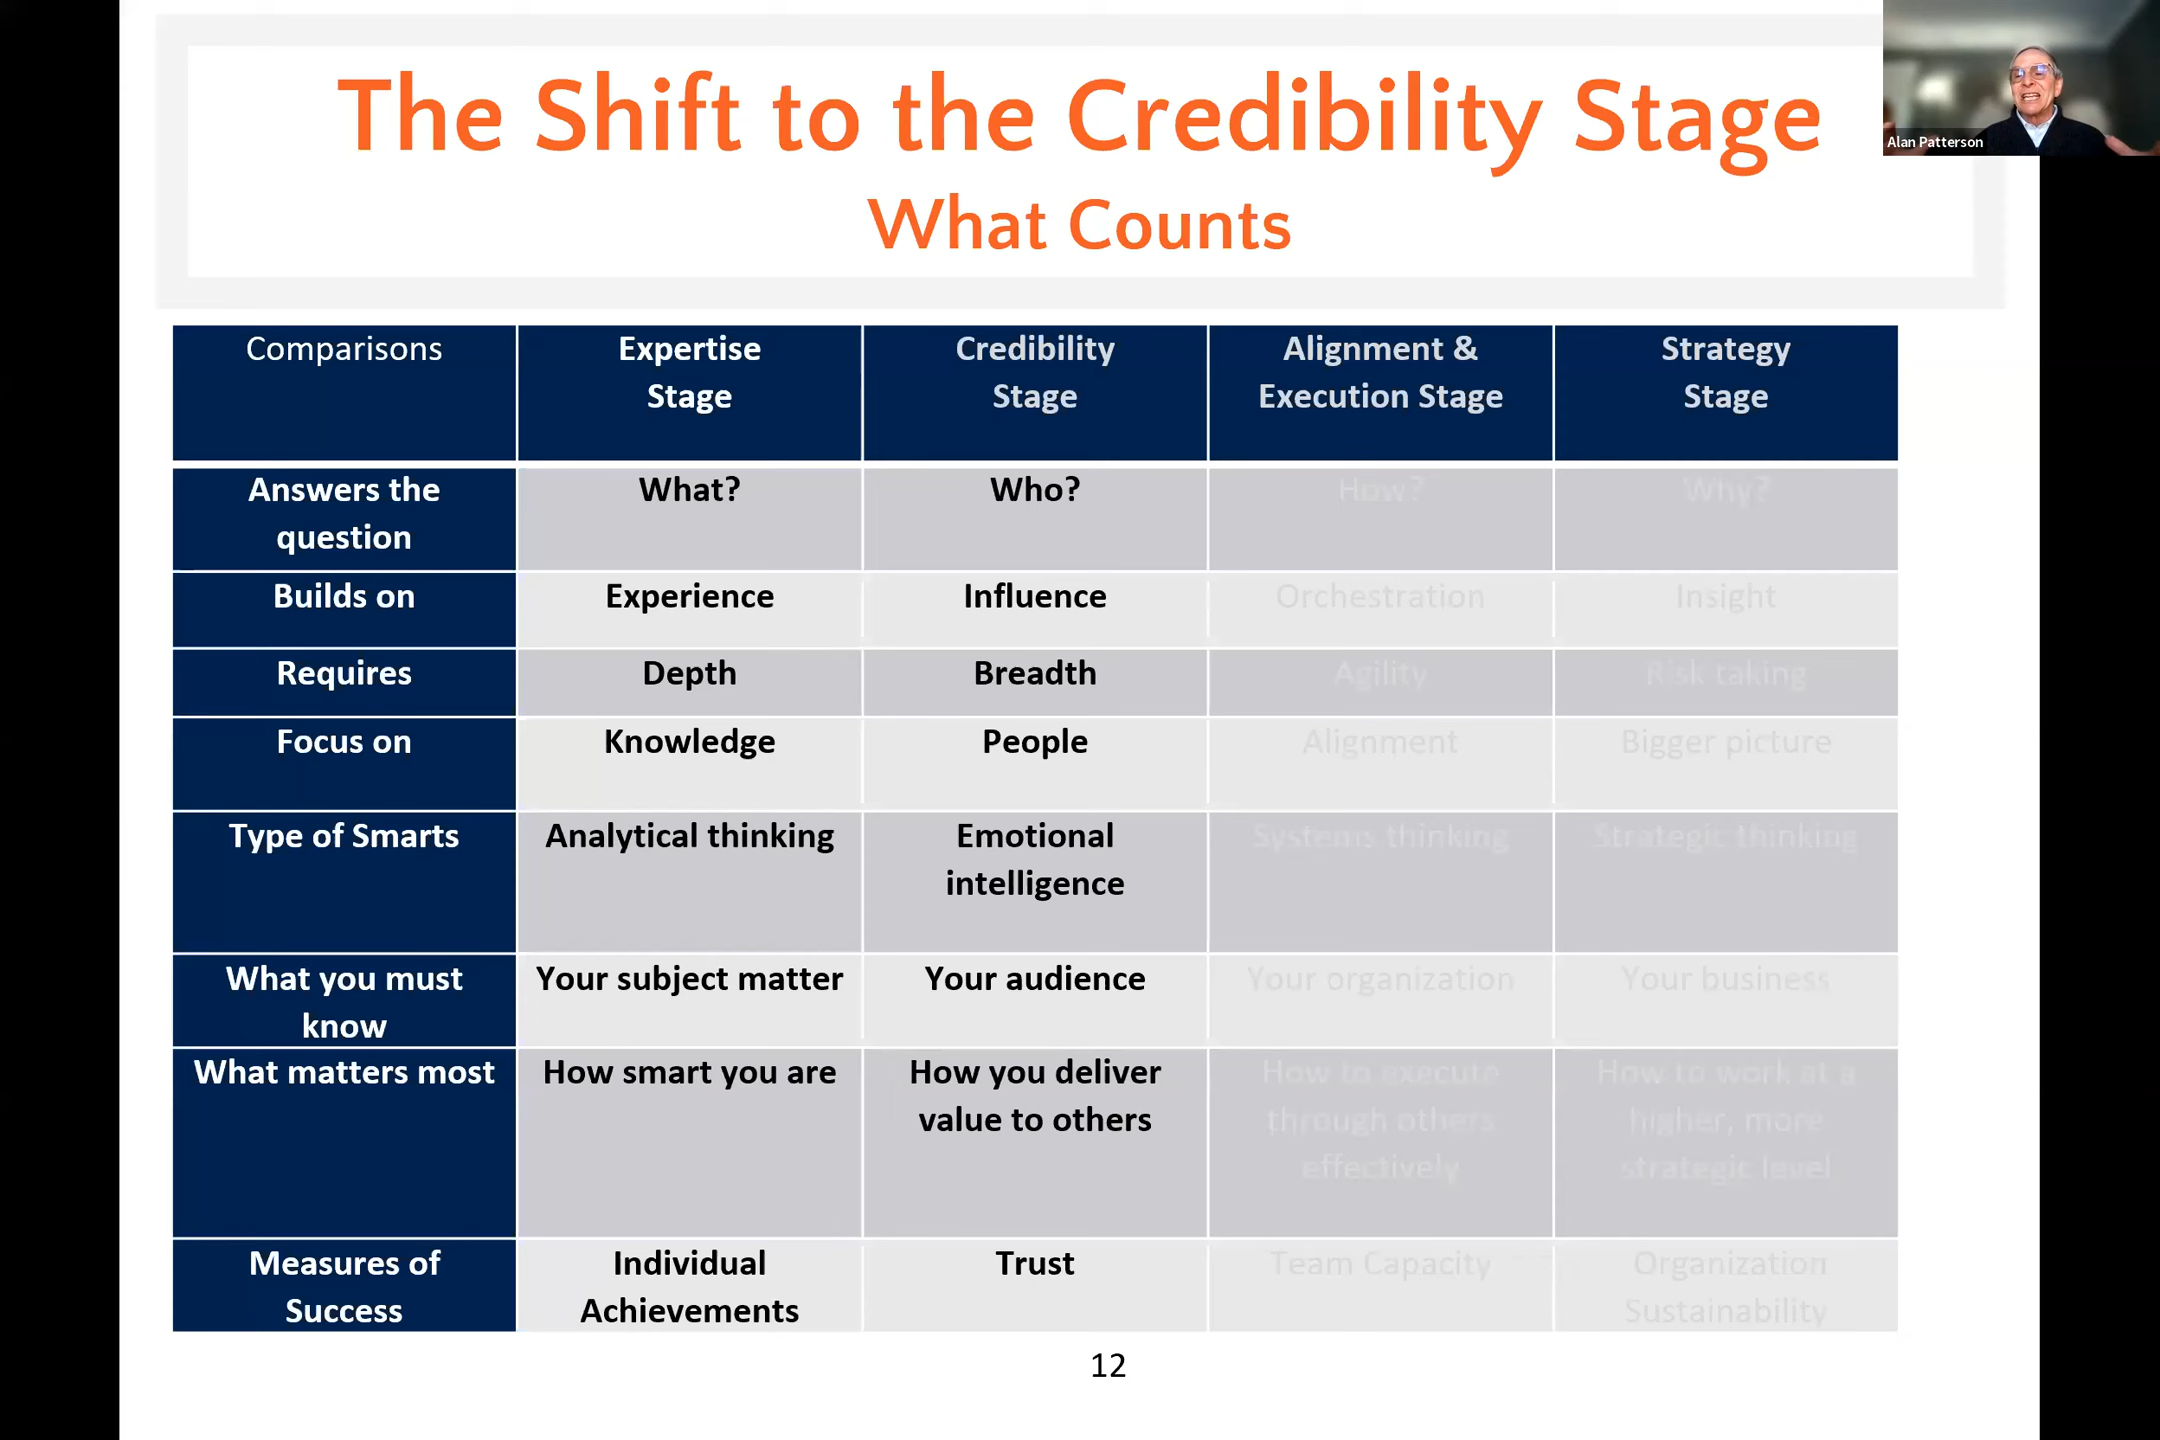 The Shift to the Credibility Stage
What Counts
Alan Patterson
Comparisons
Expertise
Stage
Credibility
Stage
Alignment &
Execution Stage
Strategy
Stage
Answers the
question
What?
Who?
How?
Why?
Builds on
Experience
Influence
Orchestration
Insight
Requires
Depth
Breadth
Agility
Risk taking
Focus on
Knowledge
People
Alignment
Bigger picture
Type of Smarts
Analytical thinking
Emotional
intelligence
Systems thinking
Strategic thinking
What you must
know
Your subject matter
Your audience
Your organization
Your business
What matters most
How smart you are
How you deliver
value to others
How to execute
through others
effectively
How to work at a
higher, more
strategic level
Measures of
Success
Individual
Achievements
Trust
Team Capacity
Organization
Sustainability
12